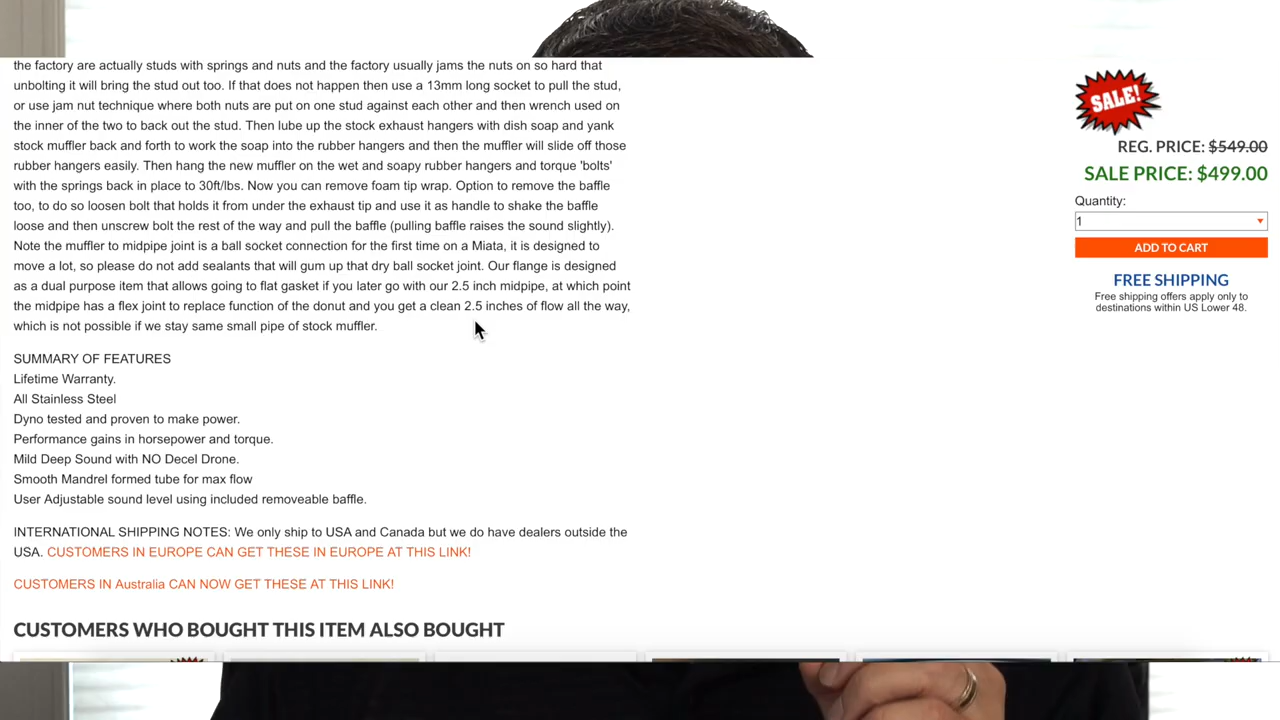 the factory are actually studs with springs and nuts and the factory usually jams the nuts on so hard that
unbolting it will bring the stud out too. If that does not happen then use a 13mm long socket to pull the stud,
or use jam nut technique where both nuts are put on one stud against each other and then wrench used on
the inner of the two to back out the stud. Then lube up the stock exhaust hangers with dish soap and yank
stock muffler back and forth to work the soap into the rubber hangers and then the muffler will slide off those
rubber hangers easily. Then hang the new muffler on the wet and soapy rubber hangers and torque 'bolts'
with the springs back in place to 30ft/lbs. Now you can remove foam tip wrap. Option to remove the baffle
too, to do so loosen bolt that holds it from under the exhaust tip and use it as handle to shake the baffle
loose and then unscrew bolt the rest of the way and pull the baffle (pulling baffle raises the sound slightly).
Note the muffler to midpipe joint is a ball socket connection for the first time on a Miata, it is designed to
move a lot, so please do not add sealants that will gum up that dry ball socket joint. Our flange is designed
as a dual purpose item that allows going to flat gasket if you later go with our 2.5 inch midpipe, at which point
the midpipe has a flex joint to replace function of the donut and you get a clean 2.5 inches of flow all the way,
which is not possible if we stay same small pipe of stock muffler.
SUMMARY OF FEATURES
Lifetime Warranty.
All Stainless Steel
Dyno tested and proven to make power.
Performance gains in horsepower and torque.
Mild Deep Sound with NO Decel Drone.
Smooth Mandrel formed tube for max flow
User Adjustable sound level using included removeable baffle.
INTERNATIONAL SHIPPING NOTES: We only ship to USA and Canada but we do have dealers outside the
USA. CUSTOMERS IN EUROPE CAN GET THESE IN EUROPE AT THIS LINK!
CUSTOMERS IN Australia CAN NOW GET THESE AT THIS LINK!
CUSTOMERS WHO BOUGHT THIS ITEM ALSO BOUGHT
SALE!
REG. PRICE: $549.00
SALE PRICE: $499.00
Quantity:
1
ADD TO CART
FREE SHIPPING
Free shipping offers apply only to
destinations within US Lower 48.